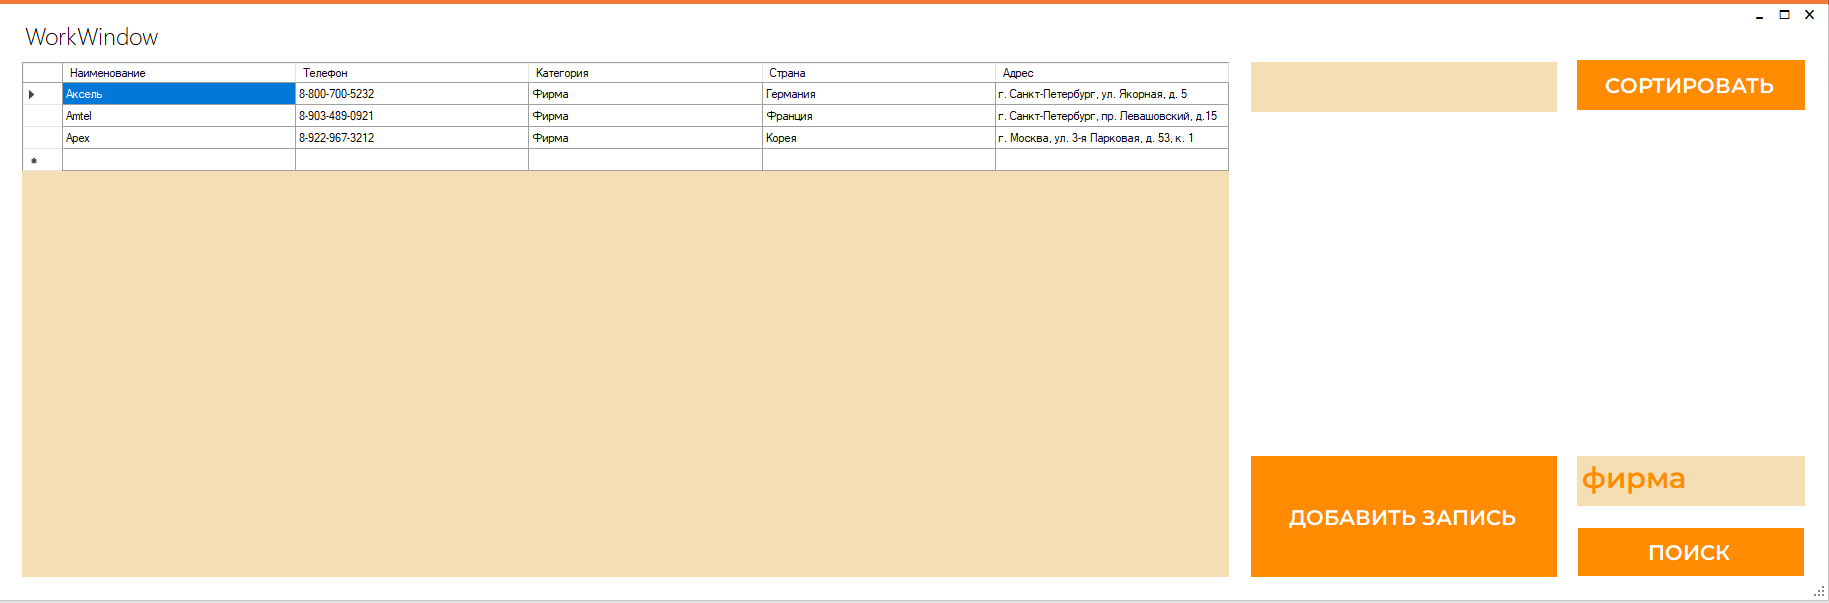 WorkWindow
Наименование Телефон Категория Страна Адрес
Аксель 8-800-700-5232 Фирма Германия г. Санкт-Петербург, ул. Якорная, д. 5
Amtel 8-903-489-0921 Фирма Франция г. Санкт-Петербург, пр. Левашовский, д.15
Apex 8-922-967-3212 Фирма Корея г. Москва, ул. 3-я Парковая, д. 53, к. 1
СОРТИРОВАТЬ
ДОБАВИТЬ ЗАПИСЬ
фирма
ПОИСК